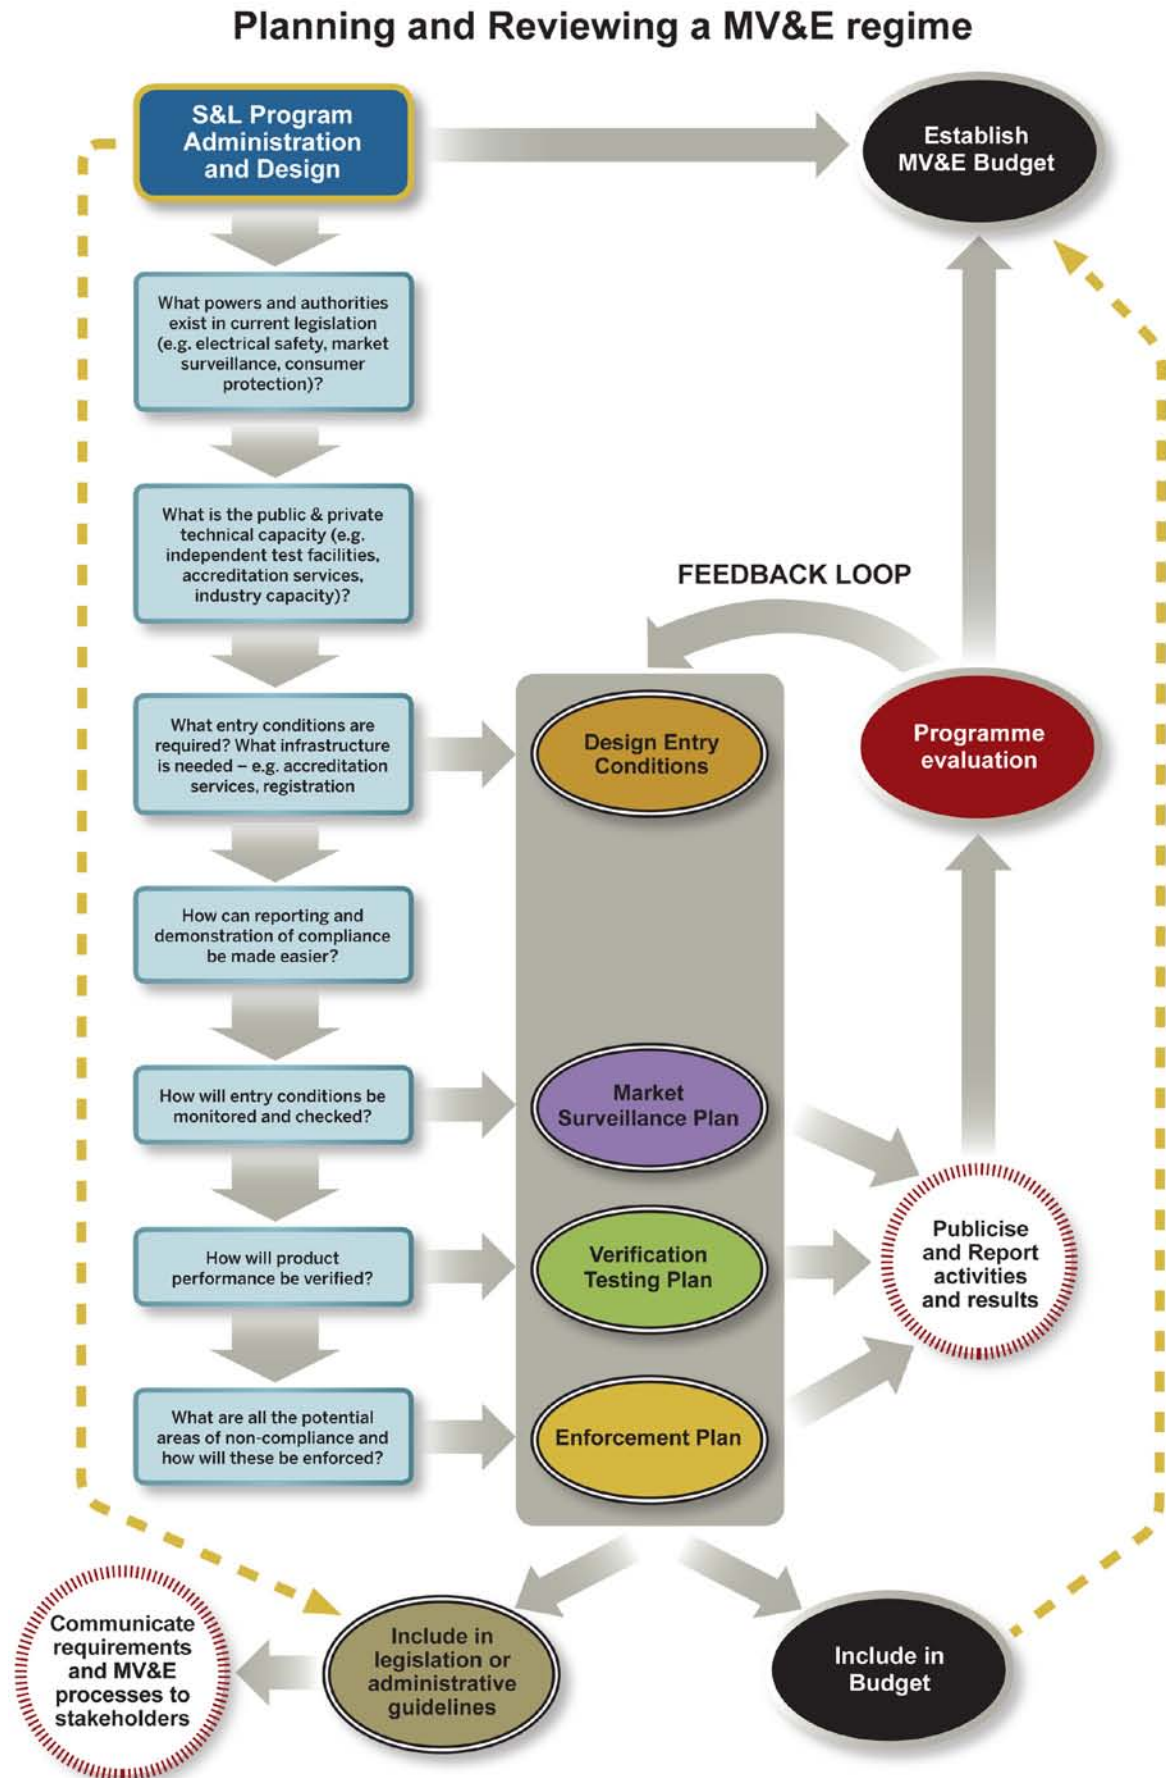 Planning and Reviewing a MV&E regime
S&L Program
Administration
and Design
Establish
MV&E Budget
What powers and authorities
exist in current legislation
(e.g. electrical safety, market
surveillance, consumer
protection)?
What is the public & private
technical capacity (e.g.
independent test facilities,
accreditation services,
industry capacity)?
FEEDBACK LOOP
What entry conditions are
required? What infrastructure
is needed – e.g. accreditation
services, registration
Design Entry
Conditions
Programme
evaluation
How can reporting and
demonstration of compliance
be made easier?
How will entry conditions be
monitored and checked?
Market
Surveillance Plan
How will product
performance be verified?
Verification
Testing Plan
Publicise
and Report
activities
and results
What are all the potential
areas of non-compliance and
how will these be enforced?
Enforcement Plan
Communicate
requirements
and MV&E
processes to
stakeholders
Include in
legislation or
administrative
guidelines
Include in
Budget